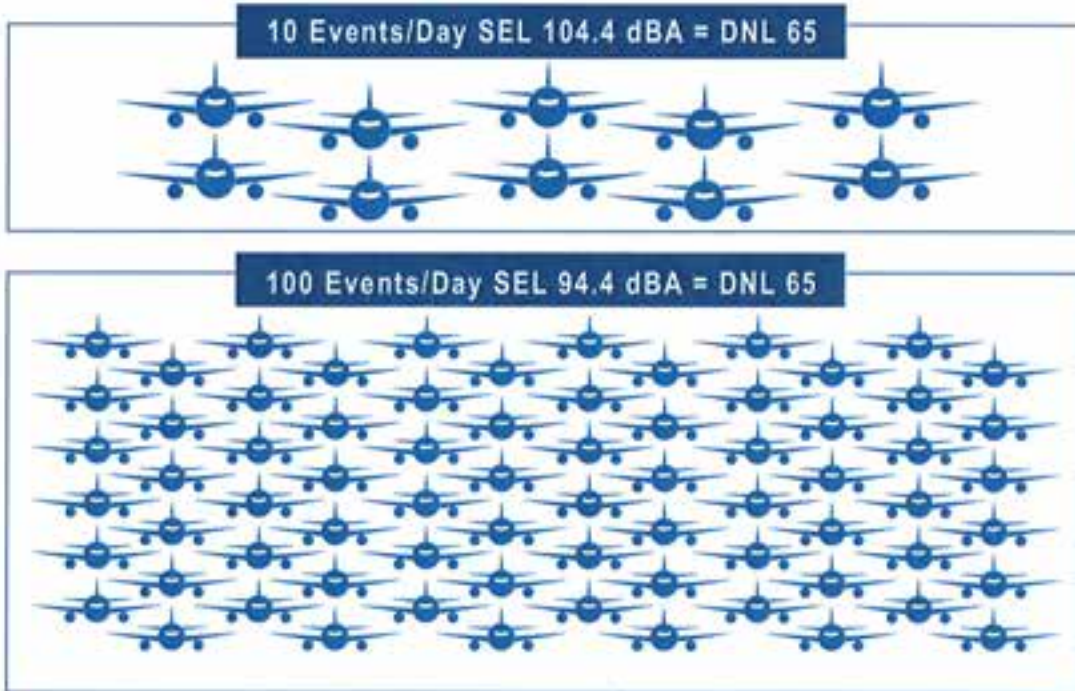 10 Events/Day SEL 104.4 dBA = DNL 65
100 Events/Day SEL 94.4 dBA = DNL 65